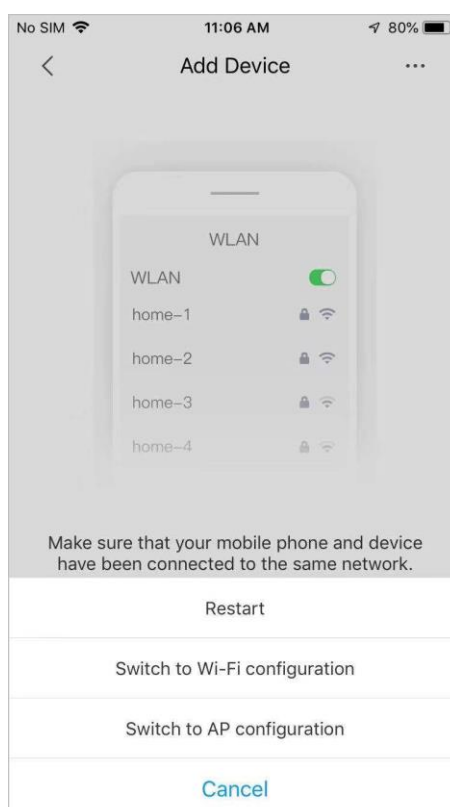 No SIM 11:06 AM 80%
Add Device
WLAN
WLAN
home-1
home-2
home-3
home-4
Make sure that your mobile phone and device
have been connected to the same network.
Restart
Switch to Wi-Fi configuration
Switch to AP configuration
Cancel